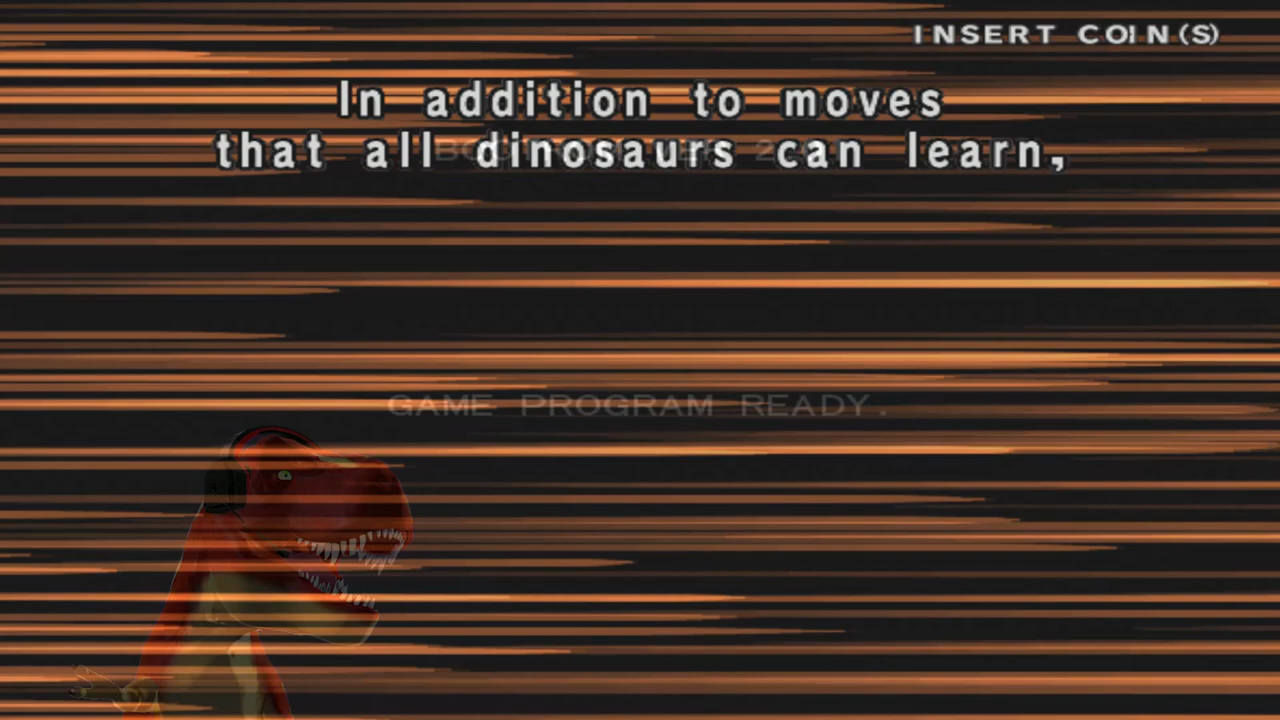 INSERT COIN(S)
In addition to moves
that all dinosaurs can learn,
GAME PROGRAM READY.